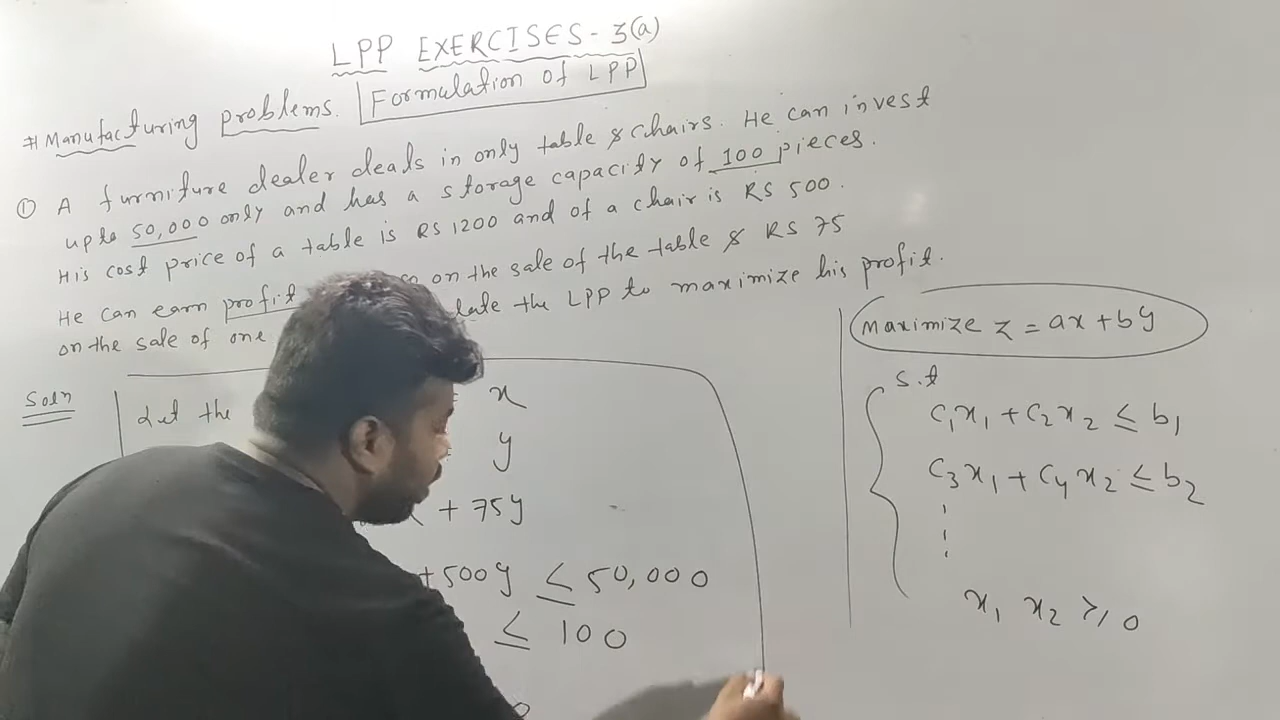 LPP EXERCISES - 3(a)
# Manufacturing problems. Formulation of LPP
① A furniture dealer deals in only table & chairs. He can invest
upto 50,000 only and has a storage capacity of 100 pieces.
His cost price of a table is RS 1200 and of a chair is RS 500.
He can earn profit on the sale of the table & RS 75
on the sale of one late the LPP to maximize his profit.
Soln
Let the x
y
+ 75y
+ 500y ≤ 50,000
≤ 100
0
Maximize z = ax + by
s.t
c₁x₁ + c₂x₂ ≤ b₁
c₃x₁ + c₄x₂ ≤ b₂
x₁ x₂ ≥ 0